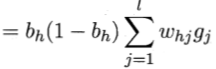 = b_h(1 − b_h) \sum_{j=1}^{l} w_{hj} g_j